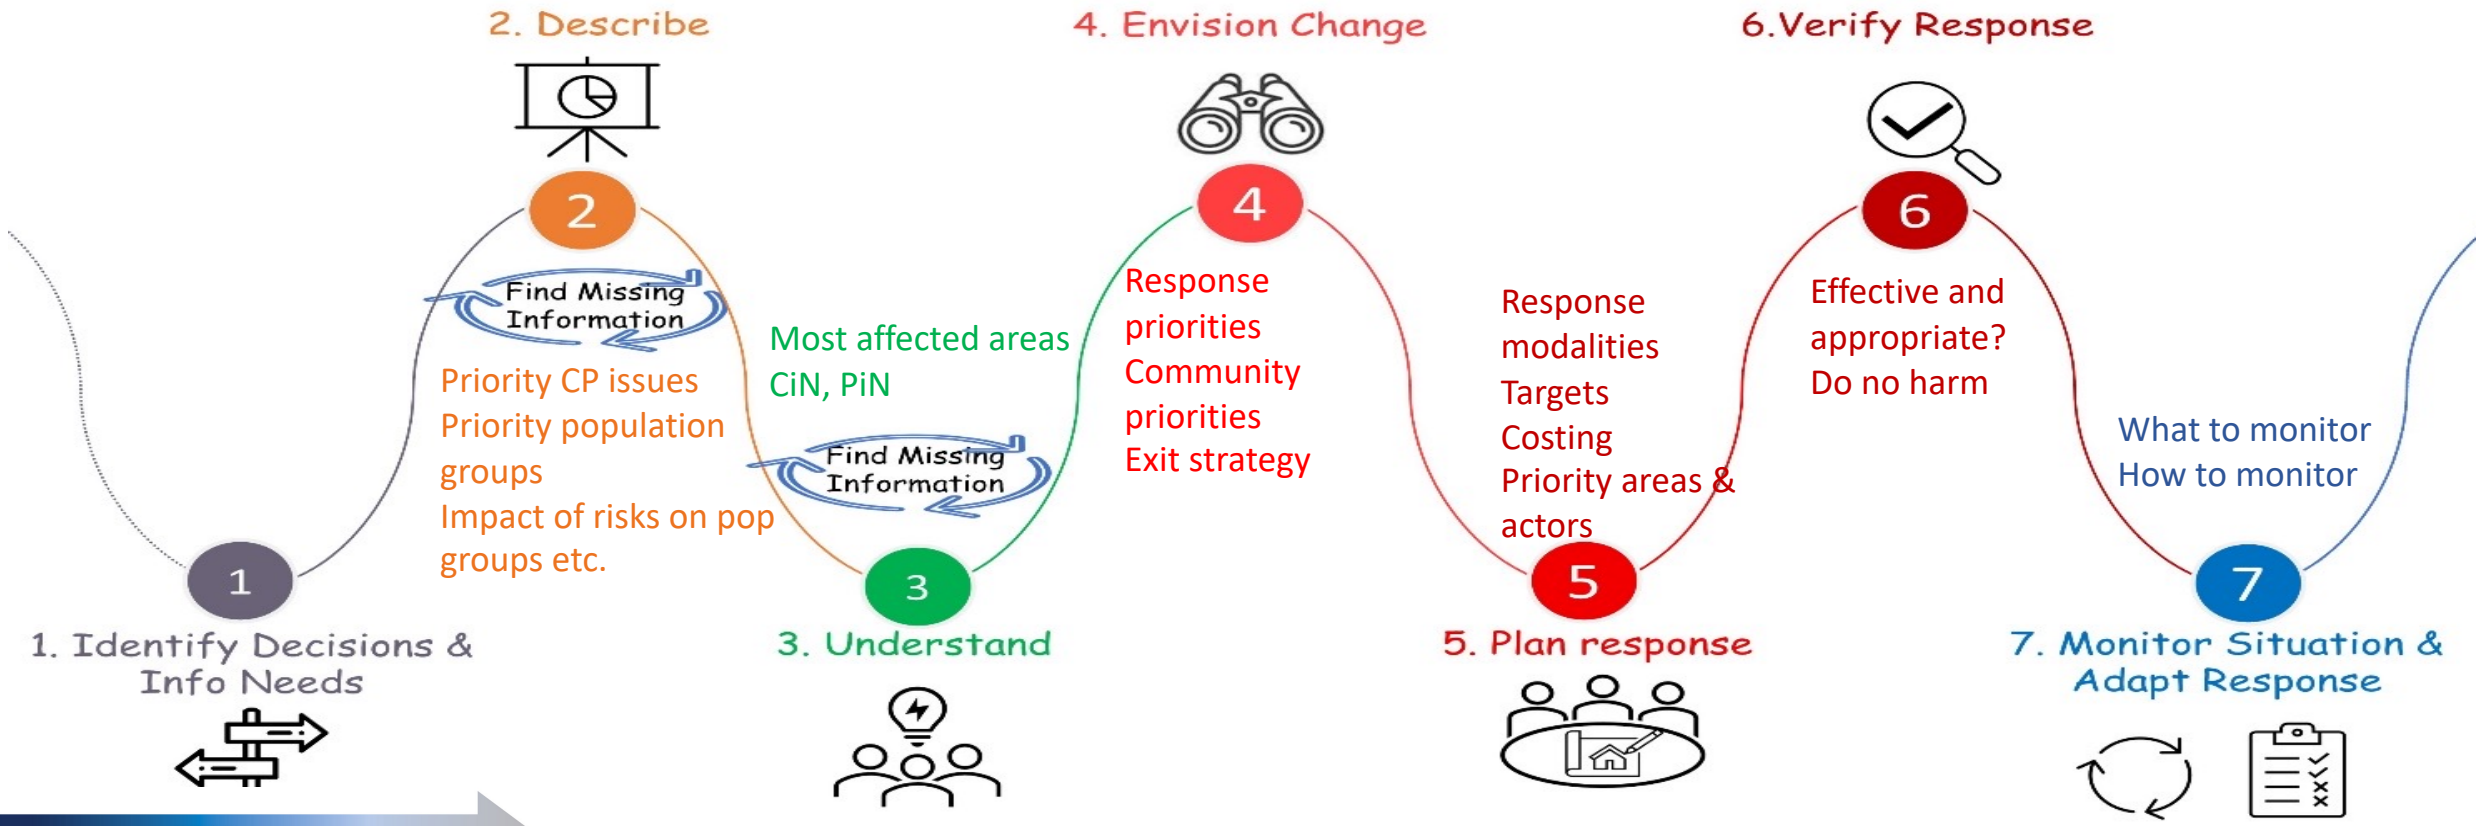 2. Describe
4. Envision Change
6.Verify Response
2
4
6
Find Missing
Information
Priority CP issues
Priority population
groups
Impact of risks on pop
groups etc.
Most affected areas
CiN, PiN
Find Missing
Information
Response
priorities
Community
priorities
Exit strategy
Response
modalities
Targets
Costing
Priority areas &
actors
Effective and
appropriate?
Do no harm
What to monitor
How to monitor
1
3
5
7
1. Identify Decisions &
Info Needs
3. Understand
5. Plan response
7. Monitor Situation &
Adapt Response